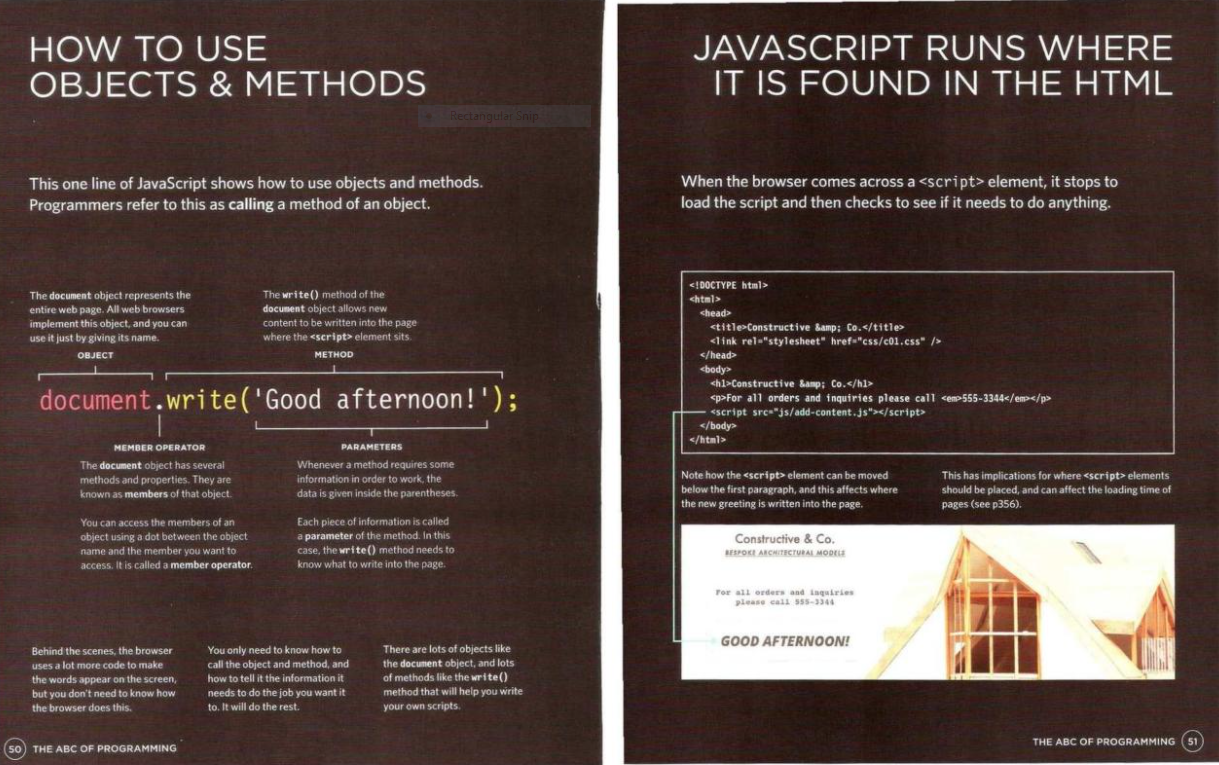 HOW TO USE
OBJECTS & METHODS
Rectangular Snip
This one line of JavaScript shows how to use objects and methods.
Programmers refer to this as calling a method of an object.
The document object represents the
entire web page. All web browsers
implement this object, and you can
use it just by giving its name.
OBJECT
The write() method of the
document object allows new
content to be written into the page
where the <script> element sits.
METHOD
document.write('Good afternoon!');
MEMBER OPERATOR
The document object has several
methods and properties. They are
known as members of that object.
You can access the members of an
object using a dot between the object
name and the member you want to
access. It is called a member operator.
PARAMETERS
Whenever a method requires some
information in order to work, the
data is given inside the parentheses.
Each piece of information is called
a parameter of the method. In this
case, the write() method needs to
know what to write into the page.
Behind the scenes, the browser
uses a lot more code to make
the words appear on the screen,
but you don't need to know how
the browser does this.
You only need to know how to
call the object and method, and
how to tell it the information it
needs to do the job you want it
to. It will do the rest.
There are lots of objects like
the document object, and lots
of methods like the write()
method that will help you write
your own scripts.
50 THE ABC OF PROGRAMMING
JAVASCRIPT RUNS WHERE
IT IS FOUND IN THE HTML
When the browser comes across a <script> element, it stops to
load the script and then checks to see if it needs to do anything.
<!DOCTYPE html>
<html>
<head>
<title>Constructive &amp; Co.</title>
<link rel="stylesheet" href="css/c01.css" />
</head>
<body>
<h1>Constructive &amp; Co.</h1>
<p>For all orders and inquiries please call <em>555-3344</em></p>
<script src="js/add-content.js"></script>
</body>
</html>
Note how the <script> element can be moved
below the first paragraph, and this affects where
the new greeting is written into the page.
This has implications for where <script> elements
should be placed, and can affect the loading time of
pages (see p356).
Constructive & Co.
BESPOKE ARCHITECTURAL MODELS
For all orders and inquiries
please call 555-3344
GOOD AFTERNOON!
THE ABC OF PROGRAMMING 51